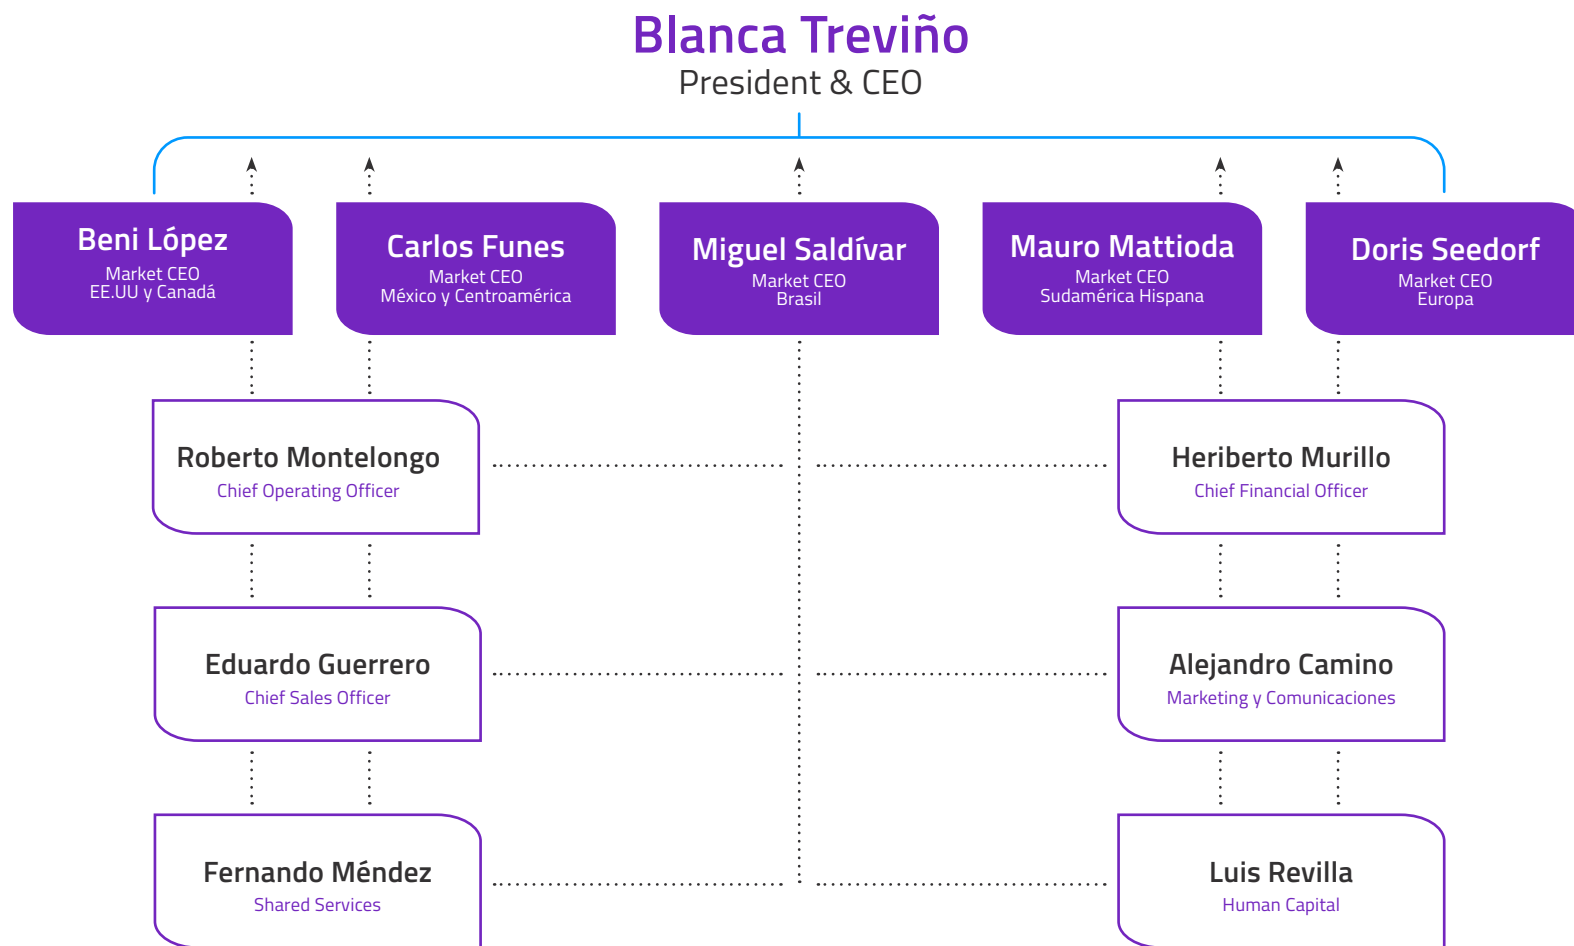 Blanca Treviño
President & CEO
Beni López
Market CEO
EE.UU y Canadá
Carlos Funes
Market CEO
México y Centroamérica
Miguel Saldívar
Market CEO
Brasil
Mauro Mattioda
Market CEO
Sudamérica Hispana
Doris Seedorf
Market CEO
Europa
Roberto Montelongo
Chief Operating Officer
Heriberto Murillo
Chief Financial Officer
Eduardo Guerrero
Chief Sales Officer
Alejandro Camino
Marketing y Comunicaciones
Fernando Méndez
Shared Services
Luis Revilla
Human Capital